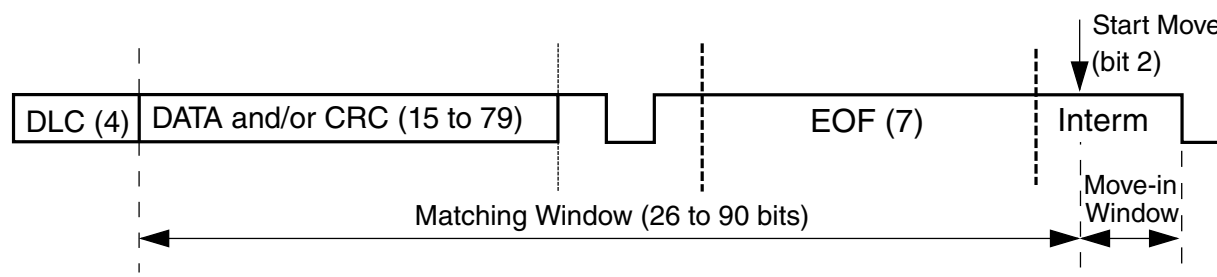 Start Move
(bit 2)
DLC (4) DATA and/or CRC (15 to 79) EOF (7) Interm
Matching Window (26 to 90 bits)
Move-in
Window